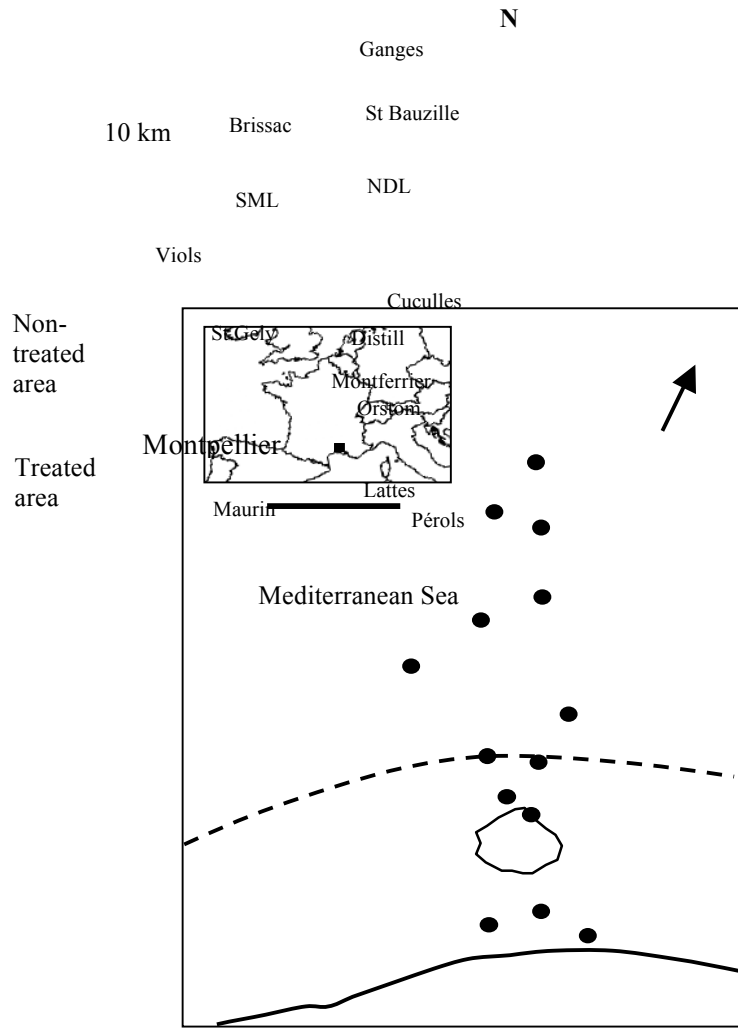 N
Ganges
St Bauzille
10 km
Brissac
NDL
SML
Viols
Cuculles
Non-
treated
area
St Gely
Distill
Montferrier
Orstom
Montpellier
Treated
area
Lattes
Maurin
Pérols
Mediterranean Sea